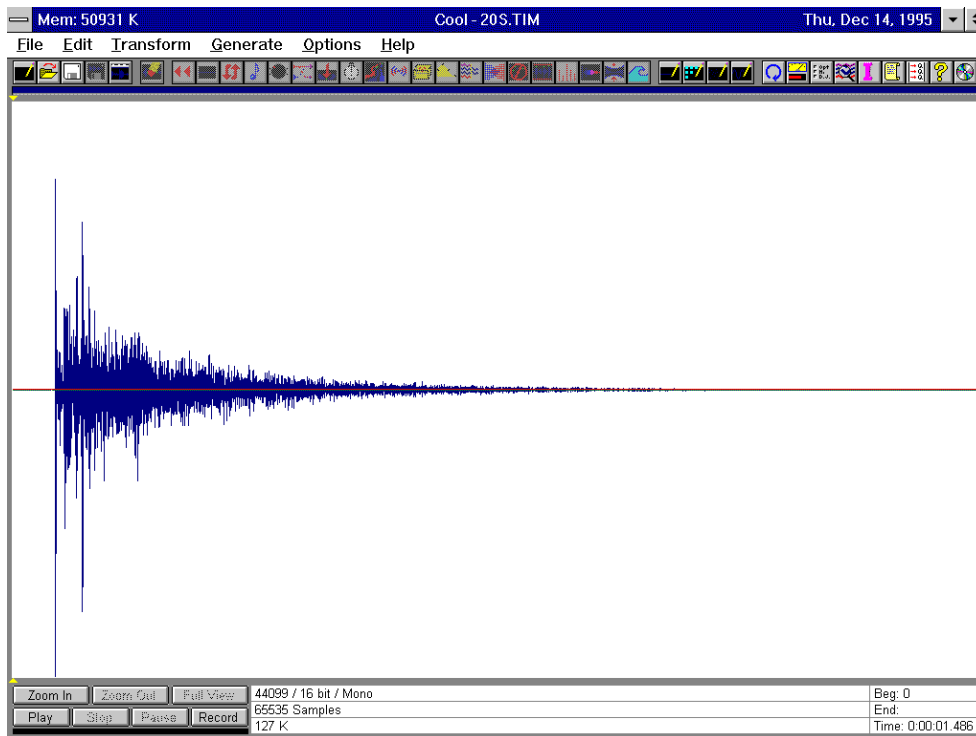 Mem: 50931 K Cool - 20S.TIM Thu, Dec 14, 1995
File Edit Transform Generate Options Help
Zoom In Zoom Out Full View 44099 / 16 bit / Mono Beg: 0
65535 Samples End:
Play Stop Pause Record 127 K Time: 0:00:01.486